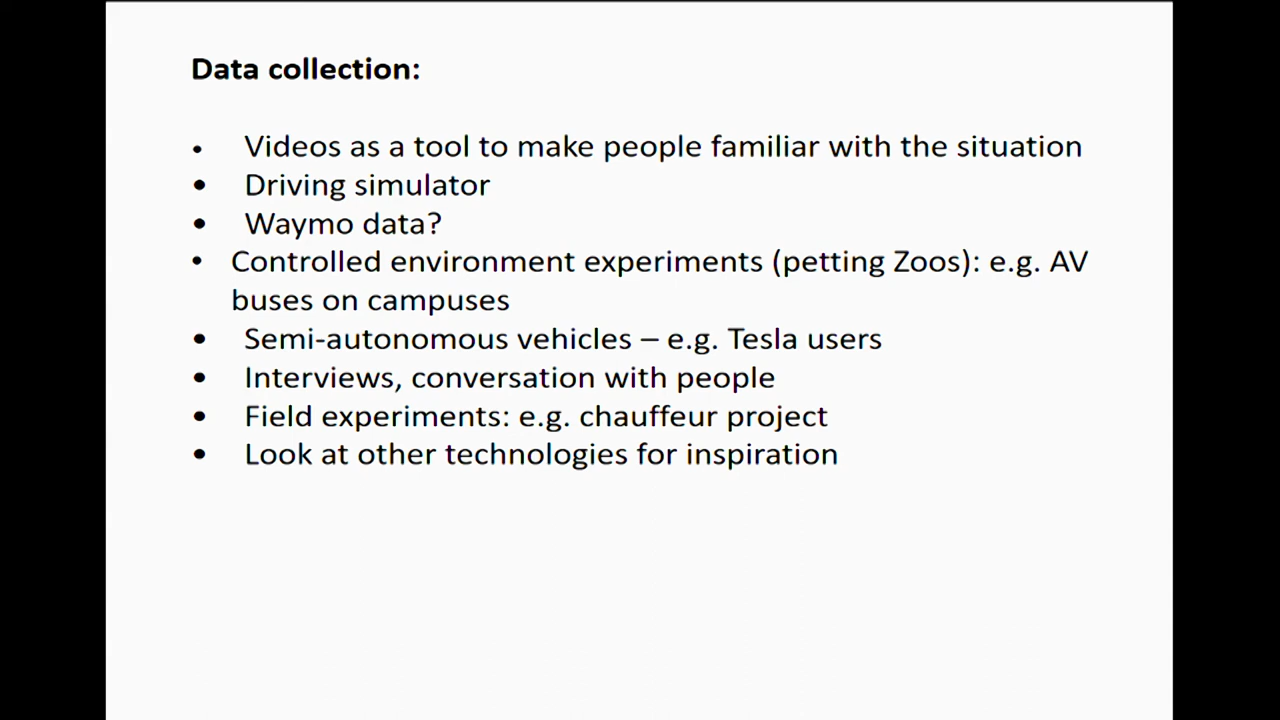 Data collection:
• Videos as a tool to make people familiar with the situation
• Driving simulator
• Waymo data?
• Controlled environment experiments (petting Zoos): e.g. AV
buses on campuses
• Semi-autonomous vehicles – e.g. Tesla users
• Interviews, conversation with people
• Field experiments: e.g. chauffeur project
• Look at other technologies for inspiration